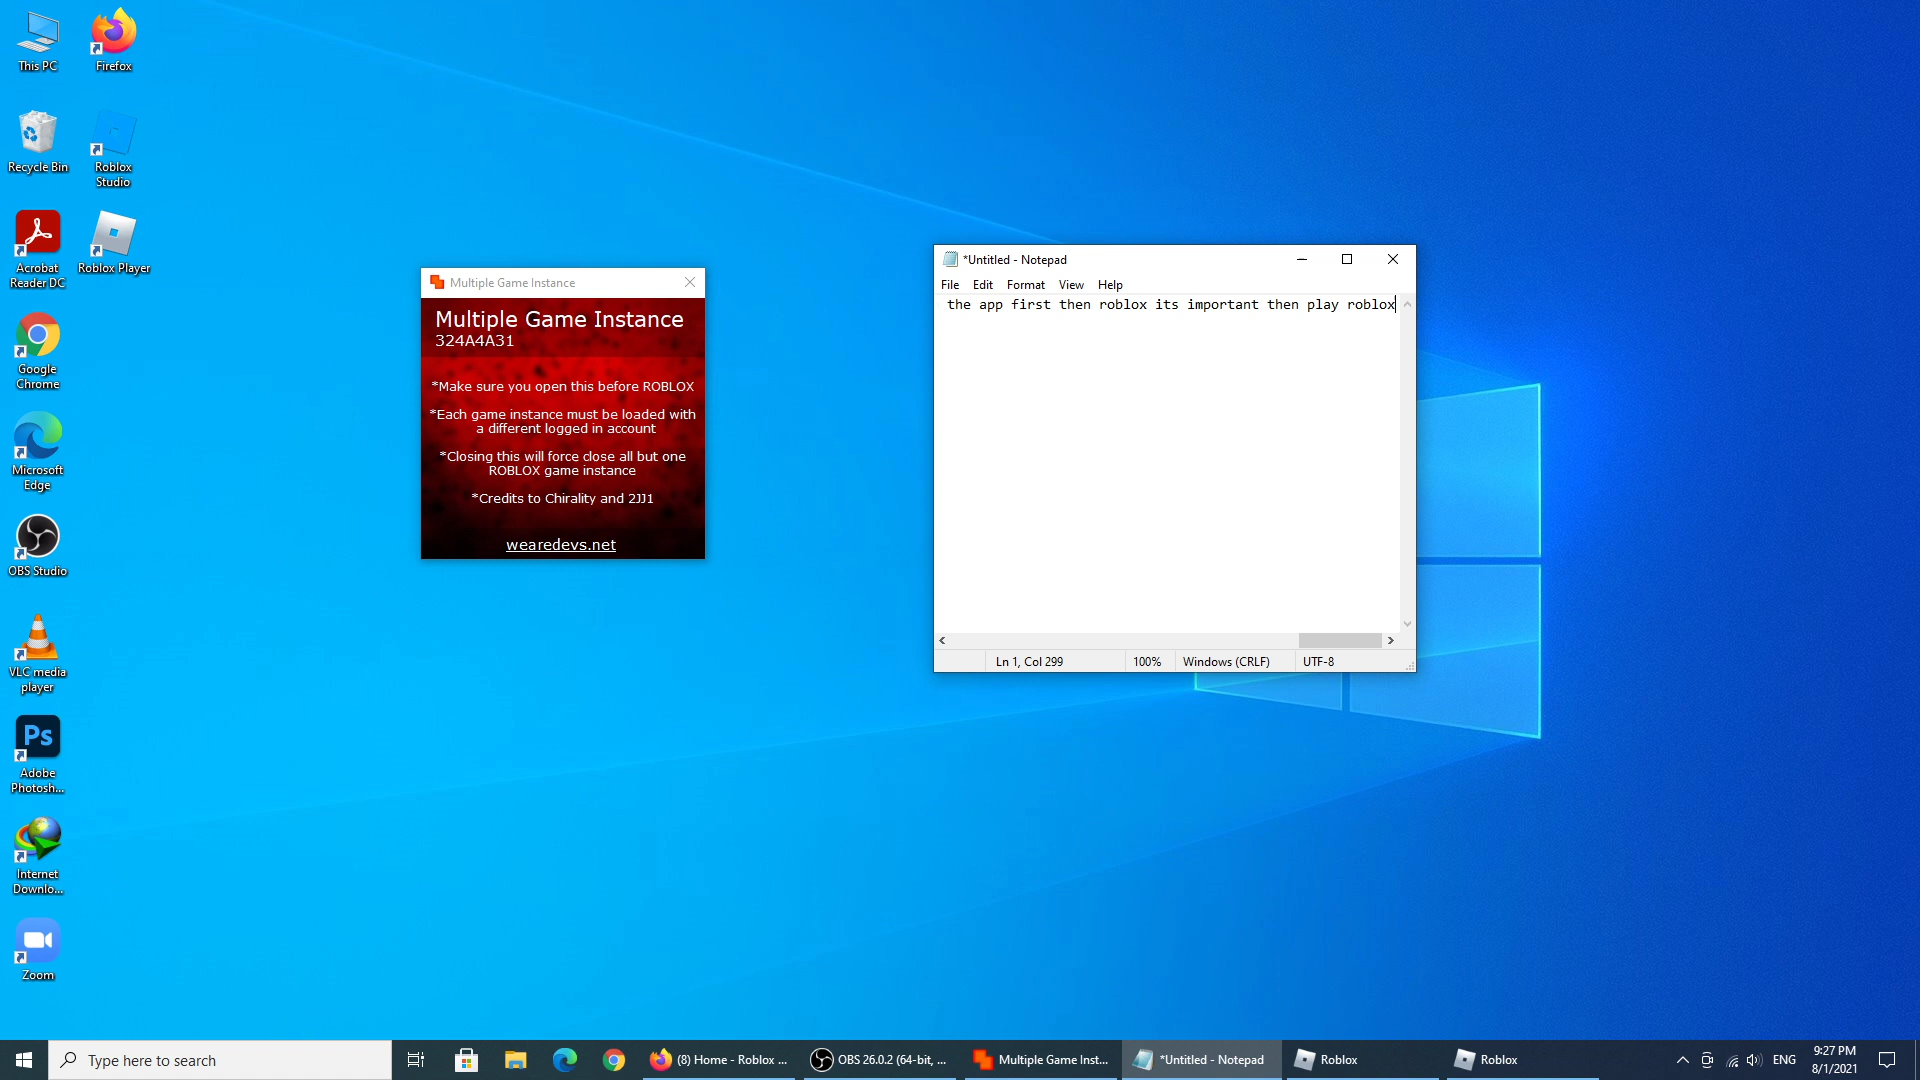 This PC
Firefox
Recycle Bin
Roblox
Studio
Acrobat
Reader DC
Roblox Player
Google
Chrome
Microsoft
Edge
OBS Studio
VLC media
player
Ps
Adobe
Photosh...
Internet
Downlo...
Zoom
Multiple Game Instance
Multiple Game Instance
324A4A31
*Make sure you open this before ROBLOX
*Each game instance must be loaded with
a different logged in account
*Closing this will force close all but one
ROBLOX game instance
*Credits to Chirality and 2JJ1
wearedevs.net
*Untitled - Notepad
File Edit Format View Help
the app first then roblox its important then play roblox
Ln 1, Col 299 100% Windows (CRLF) UTF-8
Type here to search
(8) Home - Roblox ...
OBS 26.0.2 (64-bit, ...
Multiple Game Inst...
*Untitled - Notepad
Roblox
Roblox
ENG
9:27 PM
8/1/2021